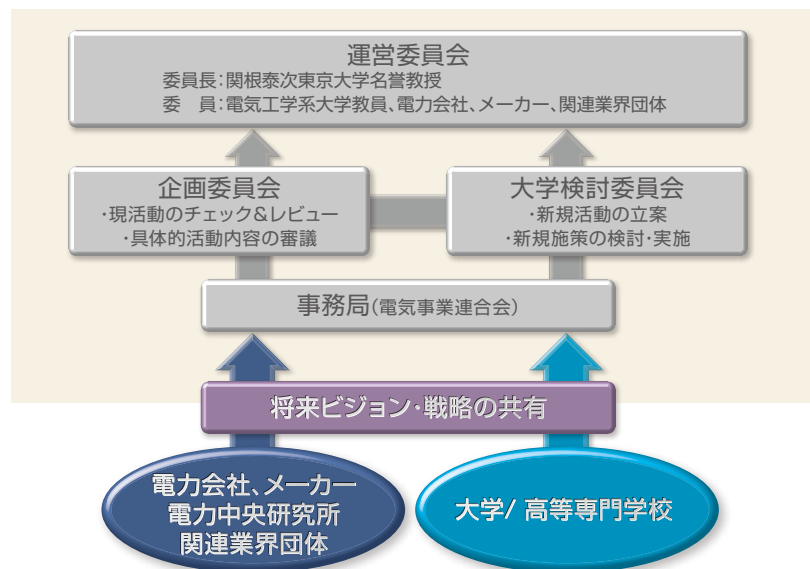 運営委員会
委員長:関根泰次東京大学名誉教授
委　員:電気工学系大学教員、電力会社、メーカー、関連業界団体
企画委員会
・現活動のチェック&レビュー
・具体的活動内容の審議
大学検討委員会
・新規活動の立案
・新規施策の検討・実施
事務局(電気事業連合会)
将来ビジョン・戦略の共有
電力会社、メーカー
電力中央研究所
関連業界団体
大学/ 高等専門学校